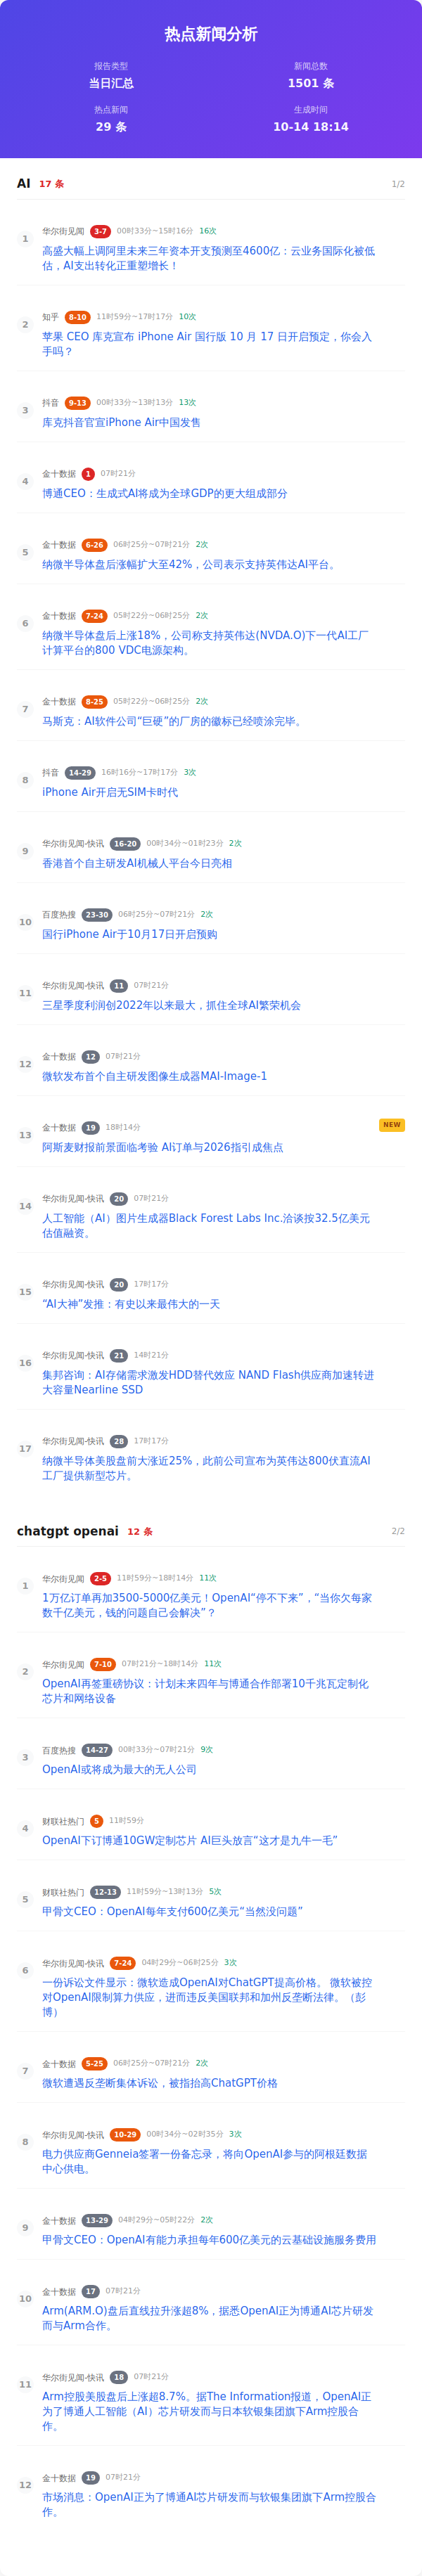 热点新闻分析
报告类型
新闻总数
当日汇总
1501 条
热点新闻
生成时间
29 条
10-14 18:14
AI 17 条 1/2
1
华尔街见闻 3-7 00时33分~15时16分 16次
高盛大幅上调阿里未来三年资本开支预测至4600亿：云业务国际化被低
估，AI支出转化正重塑增长！
2
知乎 8-10 11时59分~17时17分 10次
苹果 CEO 库克宣布 iPhone Air 国行版 10 月 17 日开启预定，你会入
手吗？
3
抖音 9-13 00时33分~13时13分 13次
库克抖音官宣iPhone Air中国发售
4
金十数据 1 07时21分
博通CEO：生成式AI将成为全球GDP的更大组成部分
5
金十数据 6-26 06时25分~07时21分 2次
纳微半导体盘后涨幅扩大至42%，公司表示支持英伟达AI平台。
6
金十数据 7-24 05时22分~06时25分 2次
纳微半导体盘后上涨18%，公司称支持英伟达(NVDA.O)下一代AI工厂
计算平台的800 VDC电源架构。
7
金十数据 8-25 05时22分~06时25分 2次
马斯克：AI软件公司“巨硬”的厂房的徽标已经喷涂完毕。
8
抖音 14-29 16时16分~17时17分 3次
iPhone Air开启无SIM卡时代
9
华尔街见闻-快讯 16-20 00时34分~01时23分 2次
香港首个自主研发AI机械人平台今日亮相
10
百度热搜 23-30 06时25分~07时21分 2次
国行iPhone Air于10月17日开启预购
11
华尔街见闻-快讯 11 07时21分
三星季度利润创2022年以来最大，抓住全球AI繁荣机会
12
金十数据 12 07时21分
微软发布首个自主研发图像生成器MAI-Image-1
13
金十数据 19 18时14分 NEW
阿斯麦财报前景面临考验 AI订单与2026指引成焦点
14
华尔街见闻-快讯 20 07时21分
人工智能（AI）图片生成器Black Forest Labs Inc.洽谈按32.5亿美元
估值融资。
15
华尔街见闻-快讯 20 17时17分
“AI大神”发推：有史以来最伟大的一天
16
华尔街见闻-快讯 21 14时21分
集邦咨询：AI存储需求激发HDD替代效应 NAND Flash供应商加速转进
大容量Nearline SSD
17
华尔街见闻-快讯 28 17时17分
纳微半导体美股盘前大涨近25%，此前公司宣布为英伟达800伏直流AI
工厂提供新型芯片。
chatgpt openai 12 条 2/2
1
华尔街见闻 2-5 11时59分~18时14分 11次
1万亿订单再加3500-5000亿美元！OpenAI“停不下来”，“当你欠每家
数千亿美元，钱的问题自己会解决”？
2
华尔街见闻 7-10 07时21分~18时14分 11次
OpenAI再签重磅协议：计划未来四年与博通合作部署10千兆瓦定制化
芯片和网络设备
3
百度热搜 14-27 00时33分~07时21分 9次
OpenAI或将成为最大的无人公司
4
财联社热门 5 11时59分
OpenAI下订博通10GW定制芯片 AI巨头放言“这才是九牛一毛”
5
财联社热门 12-13 11时59分~13时13分 5次
甲骨文CEO：OpenAI每年支付600亿美元“当然没问题”
6
华尔街见闻-快讯 7-24 04时29分~06时25分 3次
一份诉讼文件显示：微软造成OpenAI对ChatGPT提高价格。 微软被控
对OpenAI限制算力供应，进而违反美国联邦和加州反垄断法律。（彭
博）
7
金十数据 5-25 06时25分~07时21分 2次
微软遭遇反垄断集体诉讼，被指抬高ChatGPT价格
8
华尔街见闻-快讯 10-29 00时34分~02时35分 3次
电力供应商Genneia签署一份备忘录，将向OpenAI参与的阿根廷数据
中心供电。
9
金十数据 13-29 04时29分~05时22分 2次
甲骨文CEO：OpenAI有能力承担每年600亿美元的云基础设施服务费用
10
金十数据 17 07时21分
Arm(ARM.O)盘后直线拉升涨超8%，据悉OpenAI正为博通AI芯片研发
而与Arm合作。
11
华尔街见闻-快讯 18 07时21分
Arm控股美股盘后上涨超8.7%。据The Information报道，OpenAI正
为了博通人工智能（AI）芯片研发而与日本软银集团旗下Arm控股合
作。
12
金十数据 19 07时21分
市场消息：OpenAI正为了博通AI芯片研发而与软银集团旗下Arm控股合
作。